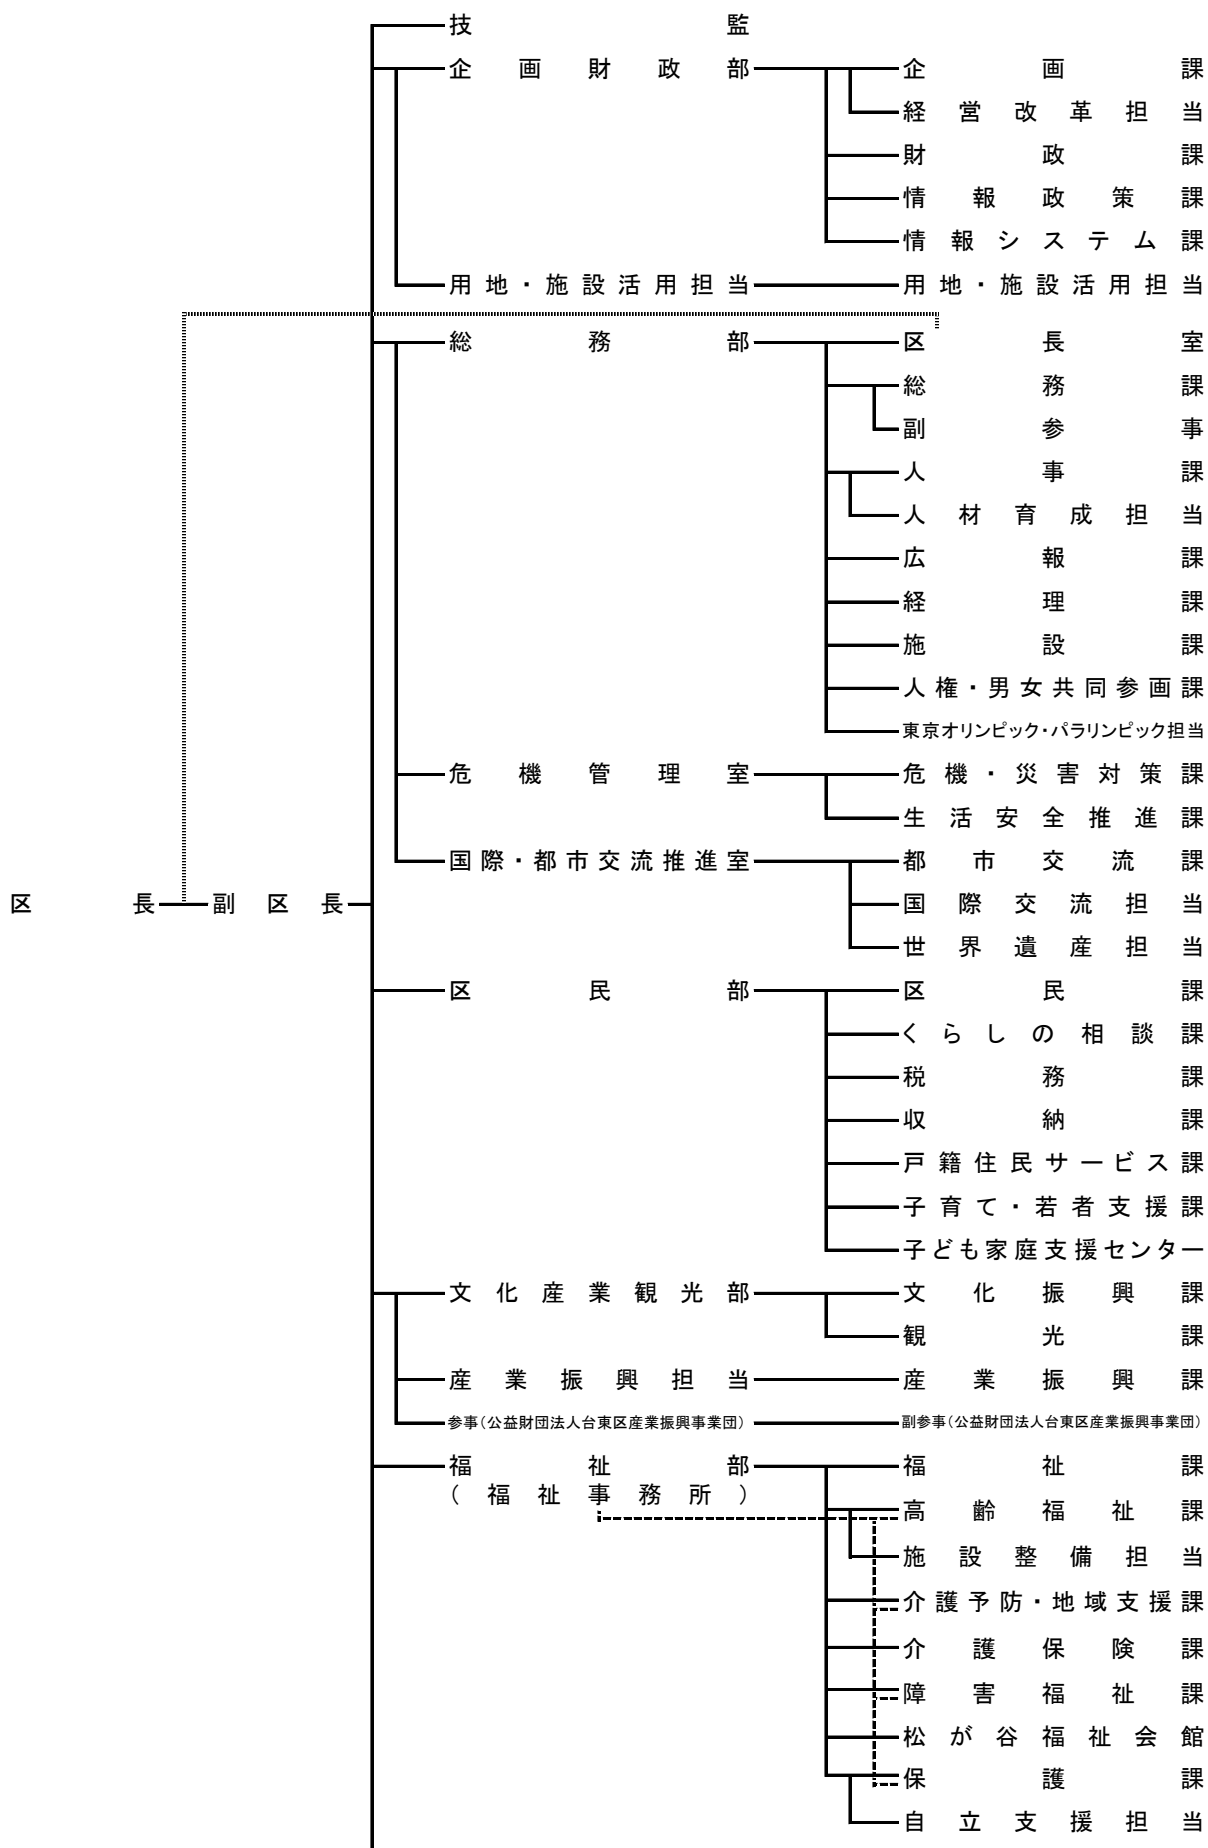 技監
企画財政部 企画課
経営改革担当
財政課
情報政策課
情報システム課
用地・施設活用担当 用地・施設活用担当
総務部 区長室
総務課
副参事
人事課
人材育成担当
広報課
経理課
施設課
人権・男女共同参画課
東京オリンピック・パラリンピック担当
危機管理室 危機・災害対策課
生活安全推進課
国際・都市交流推進室 都市交流課
区長 副区長 国際交流担当
世界遺産担当
区民部 区民課
くらしの相談課
税務課
収納課
戸籍住民サービス課
子育て・若者支援課
子ども家庭支援センター
文化産業観光部 文化振興課
観光課
産業振興担当 産業振興課
参事(公益財団法人台東区産業振興事業団) 副参事(公益財団法人台東区産業振興事業団)
福祉部 福祉課
(福祉事務所)
高齢福祉課
施設整備担当
介護予防・地域支援課
介護保険課
障害福祉課
松が谷福祉会館
保護課
自立支援担当